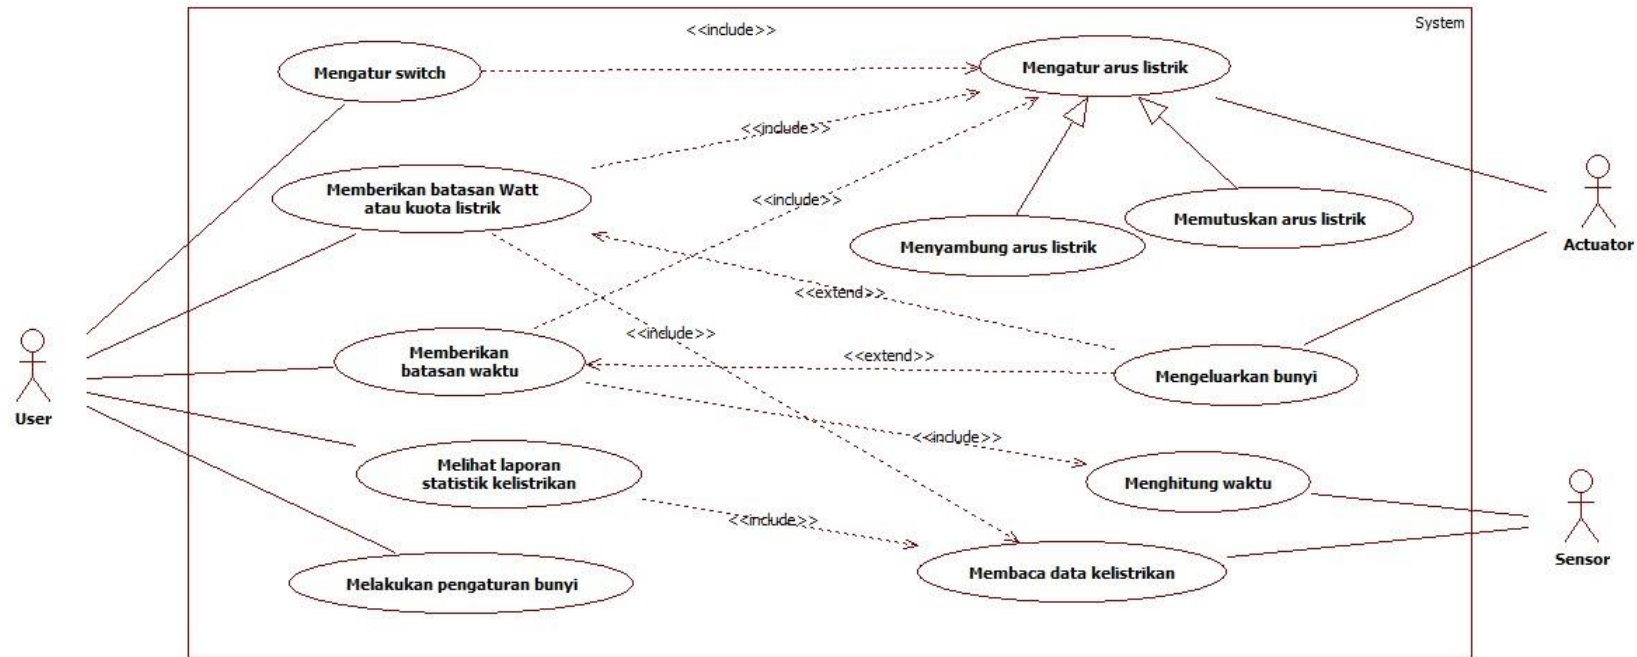 System
<<include>>
Mengatur switch
Mengatur arus listrik
<<include>>
Memberikan batasan Watt
atau kuota listrik
<<include>>
Memutuskan arus listrik
Menyambung arus listrik
Actuator
<<extend>>
<<include>>
Memberikan
batasan waktu
<<extend>>
Mengeluarkan bunyi
User
<<include>>
Melihat laporan
statistik kelistrikan
Menghitung waktu
<<include>>
Sensor
Membaca data kelistrikan
Melakukan pengaturan bunyi